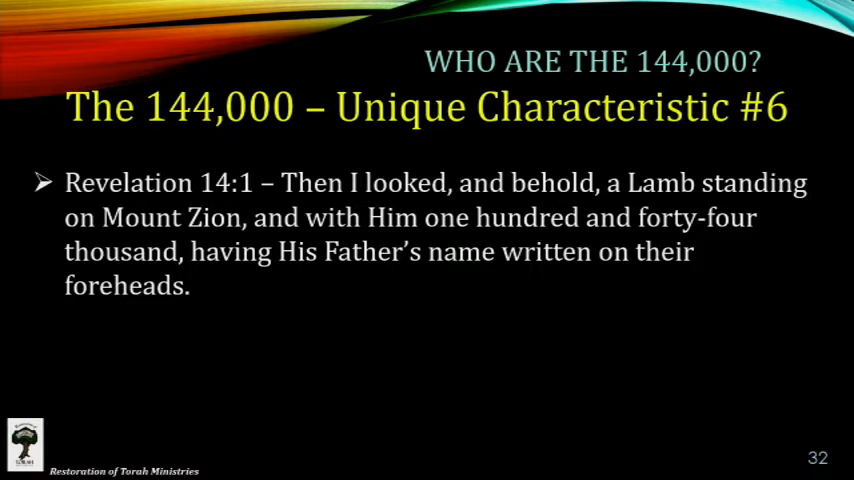 WHO ARE THE 144,000?
The 144,000 – Unique Characteristic #6
➢ Revelation 14:1 – Then I looked, and behold, a Lamb standing
on Mount Zion, and with Him one hundred and forty-four
thousand, having His Father’s name written on their
foreheads.
TORAH
Restoration of Torah Ministries
32